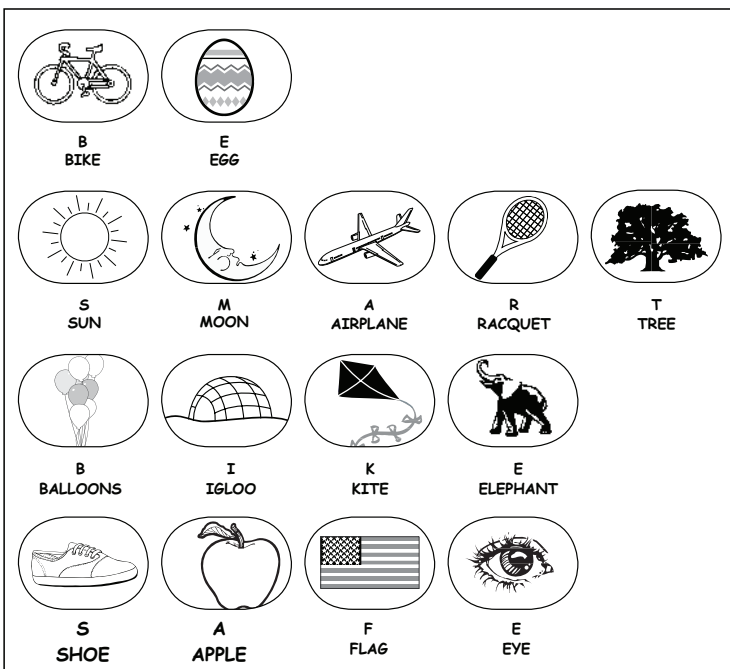 B E
BIKE EGG
S M A R T
SUN MOON AIRPLANE RACQUET TREE
B I K E
BALLOONS IGLOO KITE ELEPHANT
S A F E
SHOE APPLE FLAG EYE